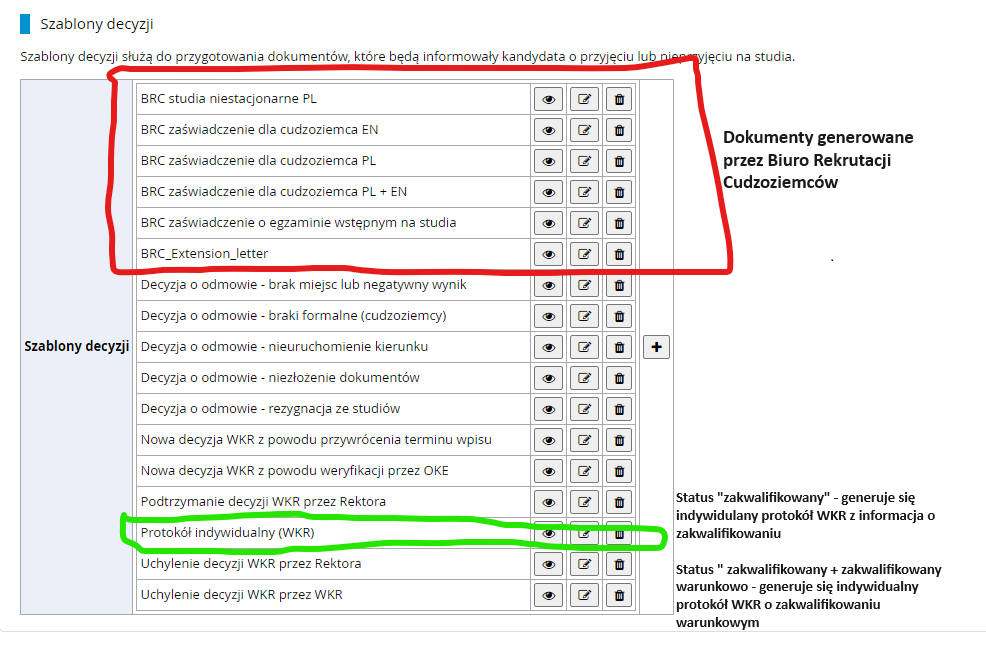 Szablony decyzji
Szablony decyzji służą do przygotowania dokumentów, które będą informowały kandydata o przyjęciu lub nieprzyjęciu na studia.
BRC studia niestacjonarne PL
BRC zaświadczenie dla cudzoziemca EN
BRC zaświadczenie dla cudzoziemca PL
BRC zaświadczenie dla cudzoziemca PL + EN
BRC zaświadczenie o egzaminie wstępnym na studia
BRC_Extension_letter
Dokumenty generowane
przez Biuro Rekrutacji
Cudzoziemców
.
Decyzja o odmowie - brak miejsc lub negatywny wynik
Decyzja o odmowie - braki formalne (cudzoziemcy)
Szablony decyzji
Decyzja o odmowie - nieuruchomienie kierunku
Decyzja o odmowie - niezłożenie dokumentów
Decyzja o odmowie - rezygnacja ze studiów
Nowa decyzja WKR z powodu przywrócenia terminu wpisu
Nowa decyzja WKR z powodu weryfikacji przez OKE
Podtrzymanie decyzji WKR przez Rektora
Protokół indywidualny (WKR)
Uchylenie decyzji WKR przez Rektora
Uchylenie decyzji WKR przez WKR
Status "zakwalifikowany" - generuje się
indywidulany protokół WKR z informacja o
zakwalifikowaniu
Status " zakwalifikowany + zakwalifikowany
warunkowo - generuje się indywidualny
protokół WKR o zakwalifikowaniu
warunkowym